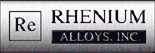 Re RHENIUM
ALLOYS, INC.